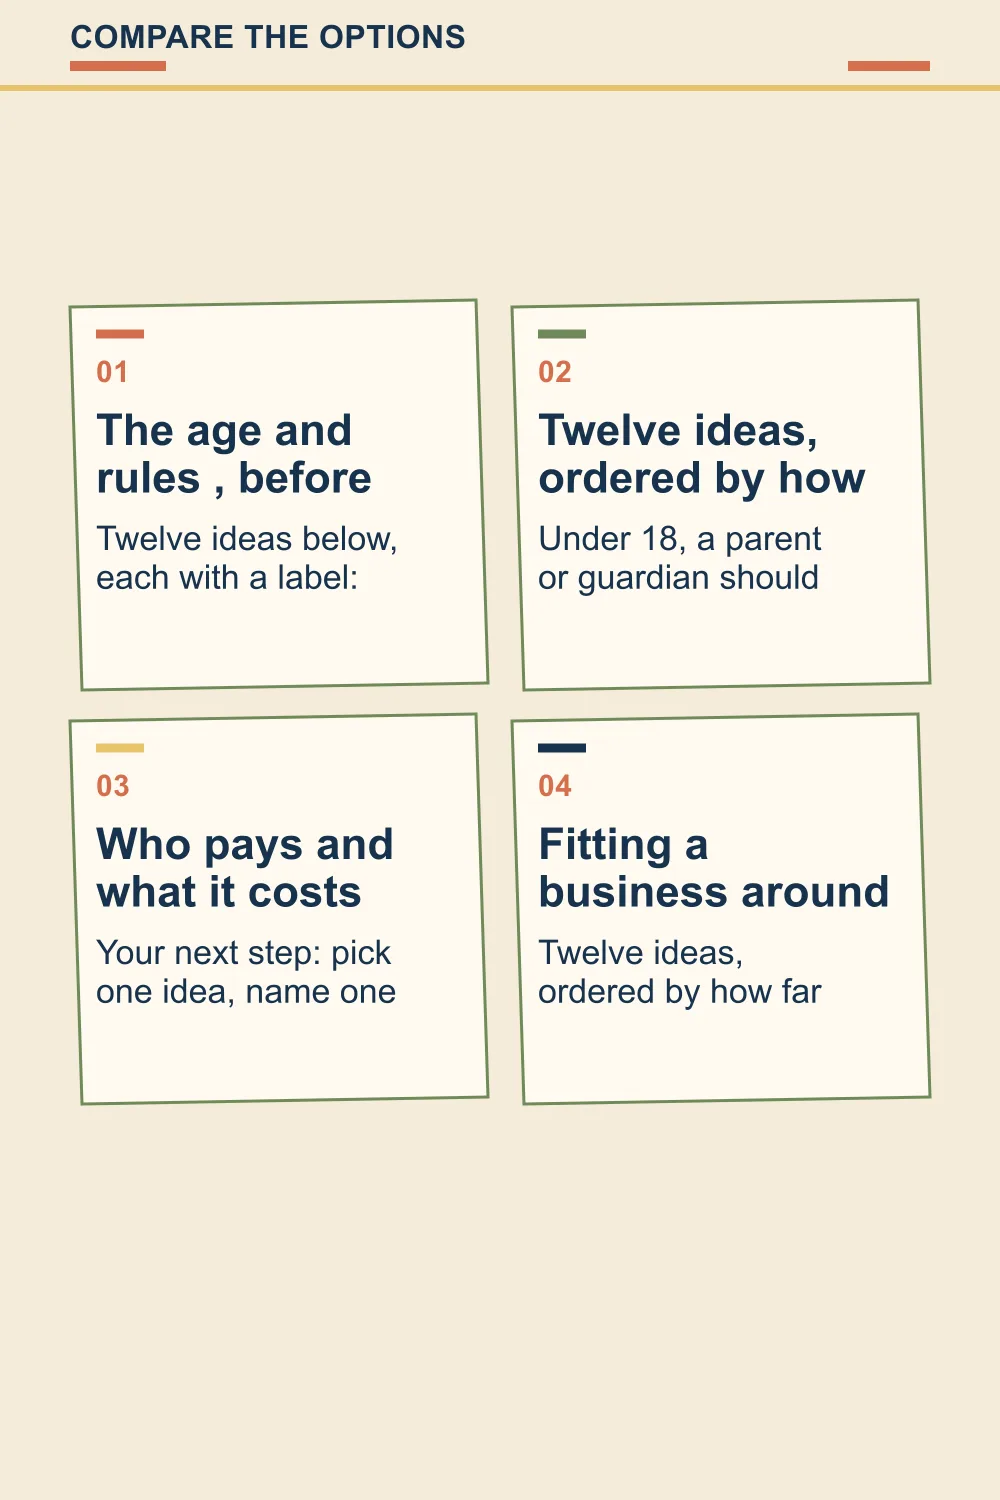 COMPARE THE OPTIONS
01
The age and
rules , before
Twelve ideas below,
each with a label:
02
Twelve ideas,
ordered by how
Under 18, a parent
or guardian should
03
Who pays and
what it costs
Your next step: pick
one idea, name one
04
Fitting a
business around
Twelve ideas,
ordered by how far